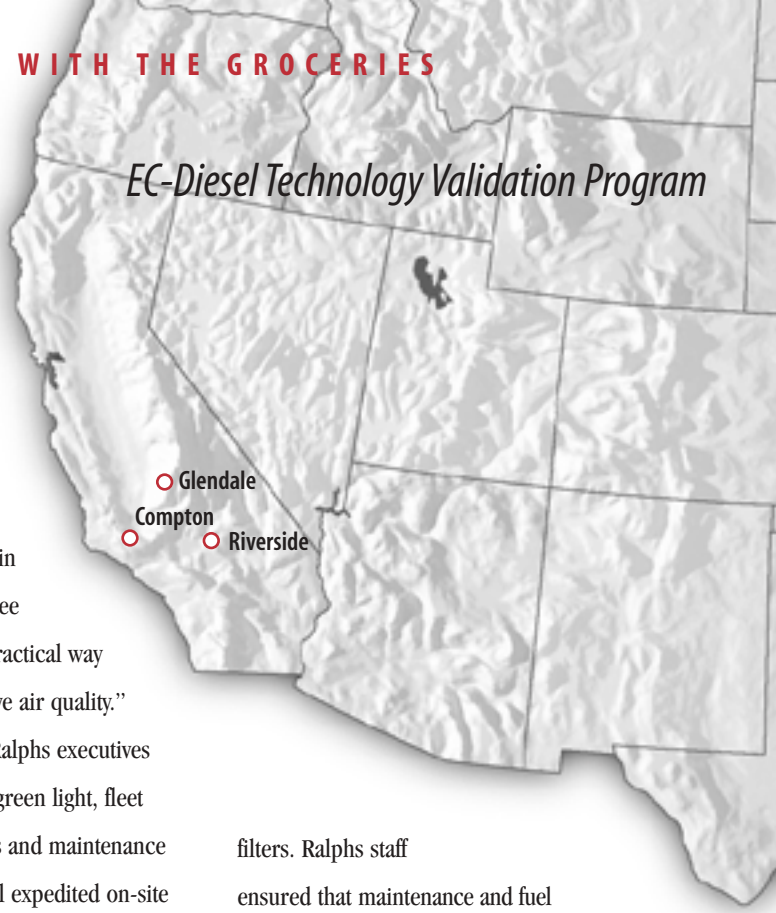 WITH THE GROCERIES
EC-Diesel Technology Validation Program
Glendale
Compton
Riverside
in
ee
ractical way
ve air quality.”
Ralphs executives
green light, fleet
s and maintenance
l expedited on-site
filters. Ralphs staff
ensured that maintenance and fuel